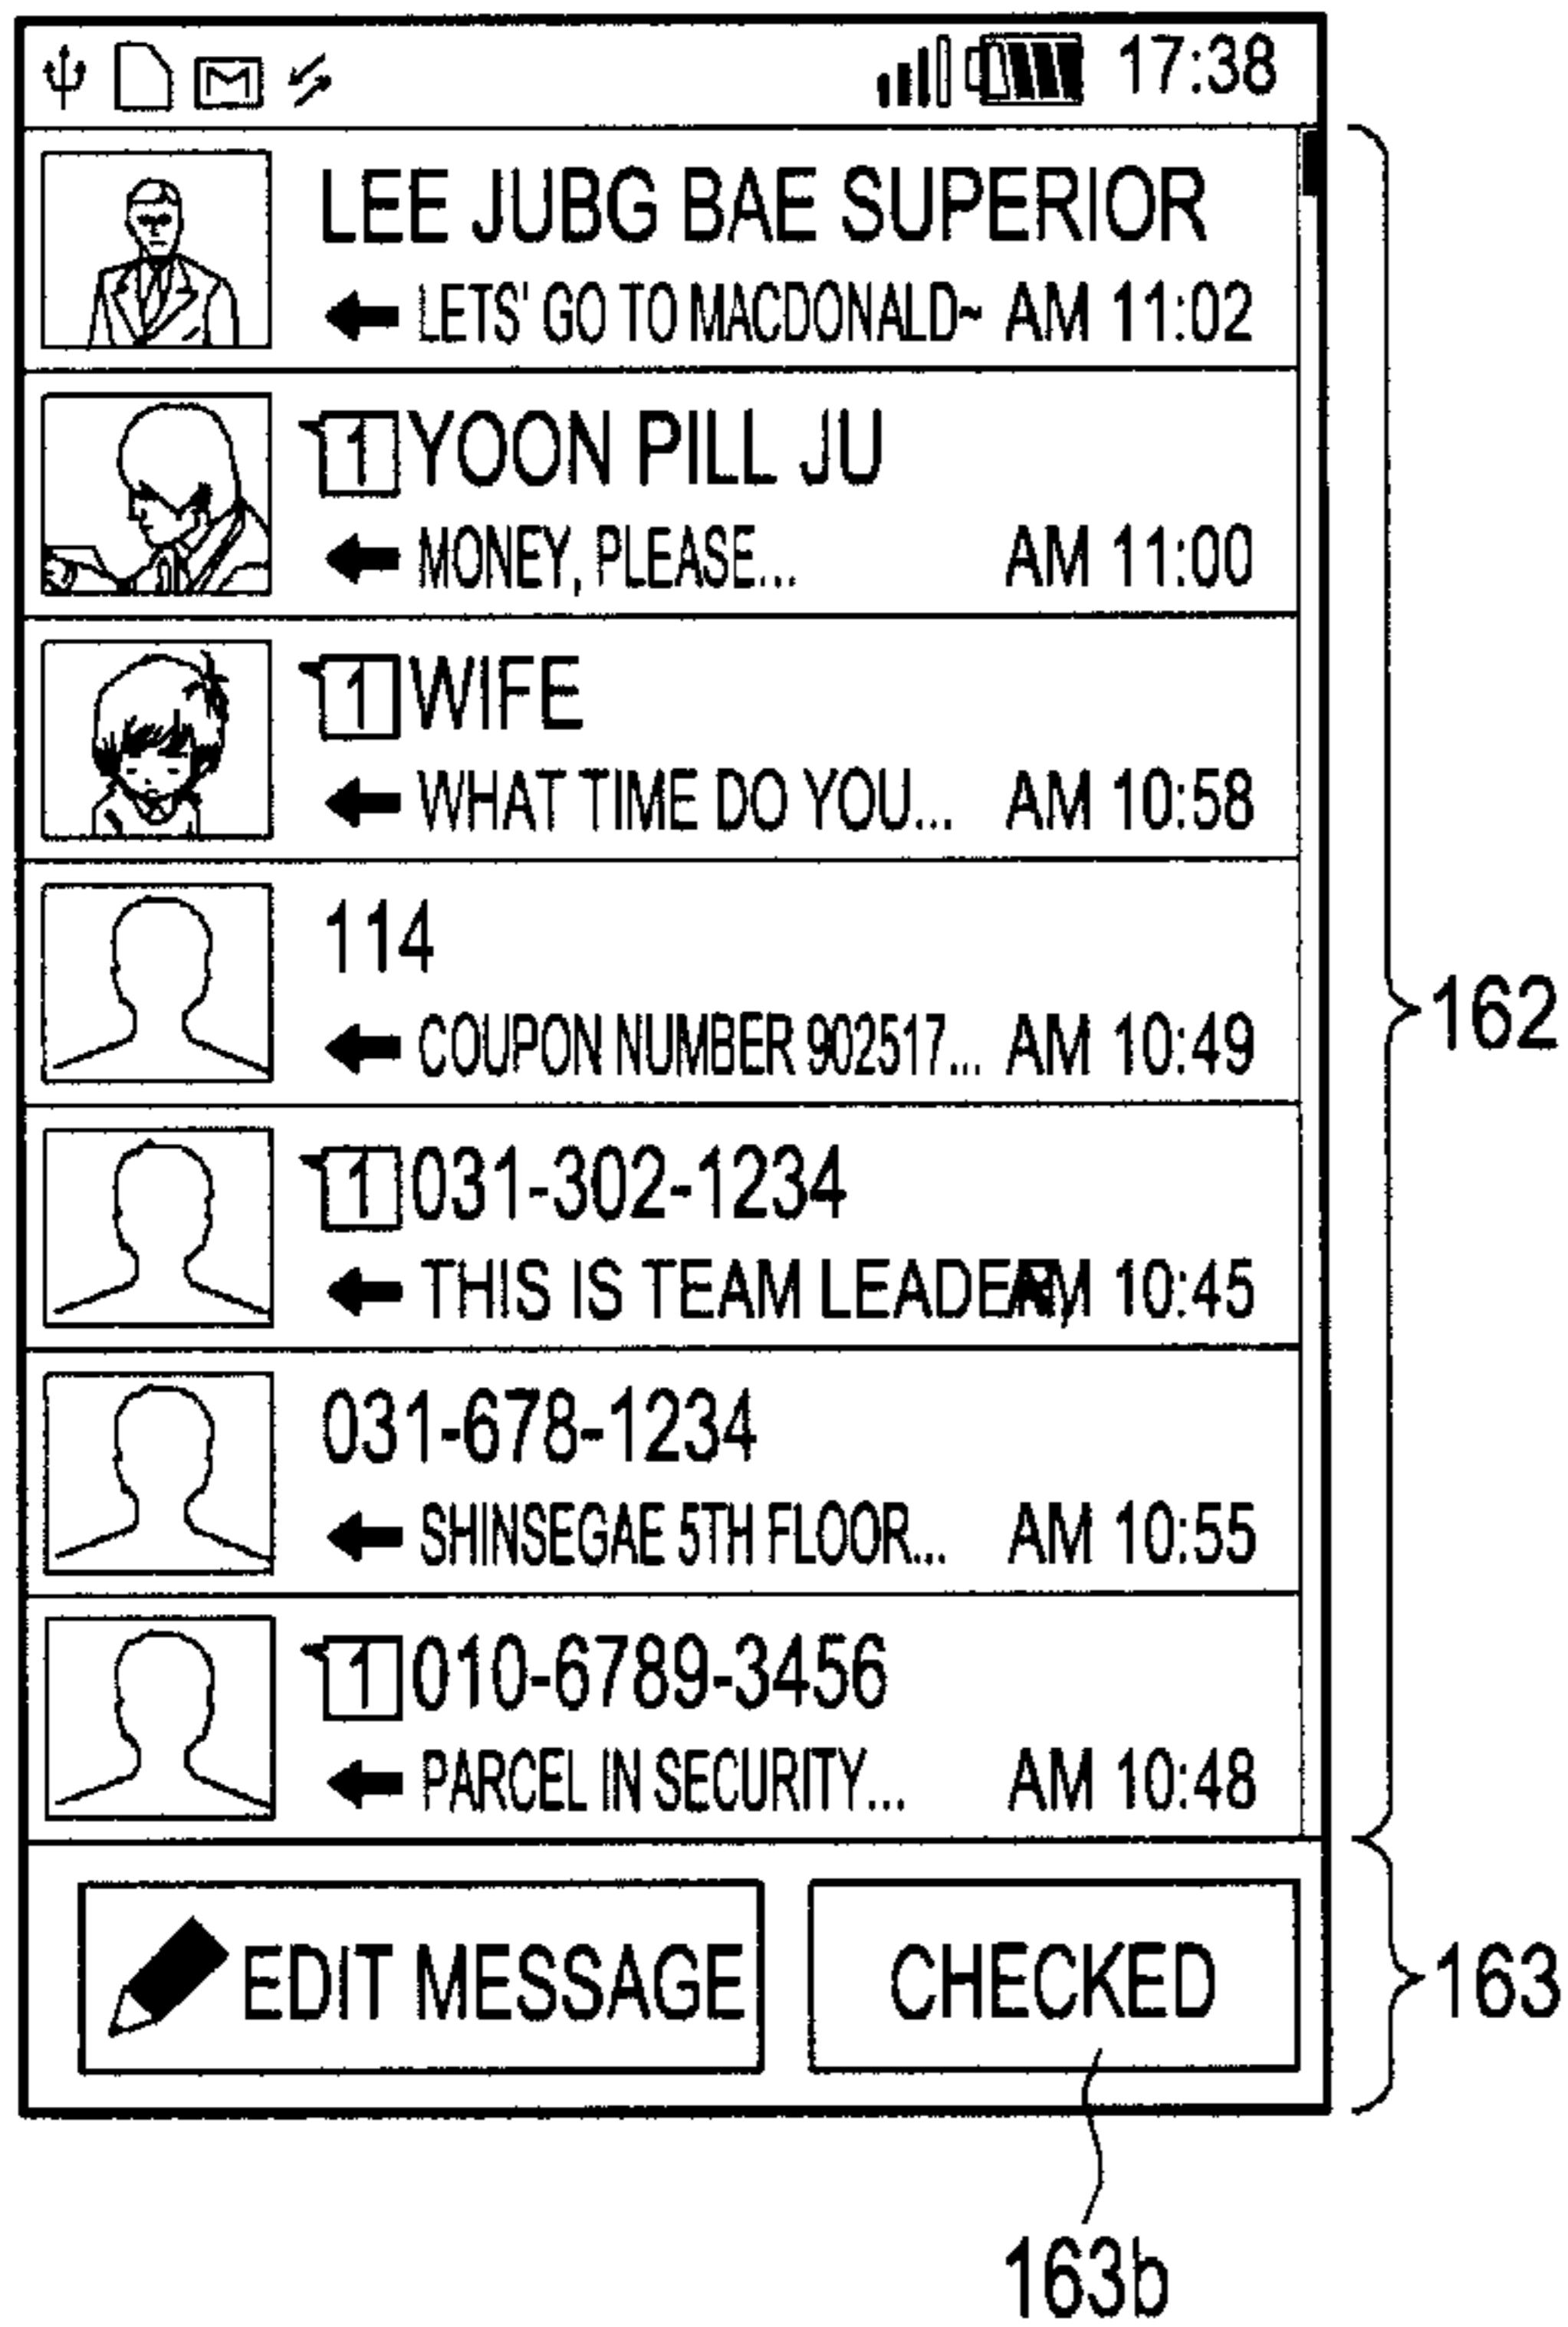 17:38
LEE JUBG BAE SUPERIOR
LETS' GO TO MACDONALD~ AM 11:02
1 YOON PILL JU
MONEY, PLEASE... AM 11:00
1 WIFE
WHAT TIME DO YOU... AM 10:58
114
COUPON NUMBER 902517... AM 10:49
1 031-302-1234
THIS IS TEAM LEADER, AM 10:45
031-678-1234
SHINSEGAE 5TH FLOOR... AM 10:55
1 010-6789-3456
PARCEL IN SECURITY... AM 10:48
162
EDIT MESSAGE CHECKED
163
163b